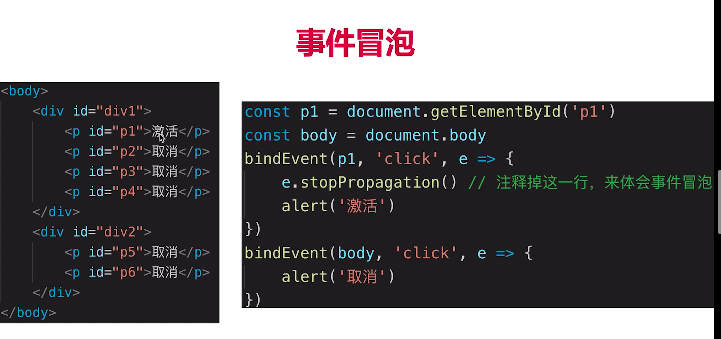 事件冒泡
<body>
<div id="div1">
<p id="p1">激活</p>
<p id="p2">取消</p>
<p id="p3">取消</p>
<p id="p4">取消</p>
</div>
<div id="div2">
<p id="p5">取消</p>
<p id="p6">取消</p>
</div>
</body>
const p1 = document.getElementById('p1')
const body = document.body
bindEvent(p1, 'click', e => {
e.stopPropagation() // 注释掉这一行，来体会事件冒泡
alert('激活')
})
bindEvent(body, 'click', e => {
alert('取消')
})